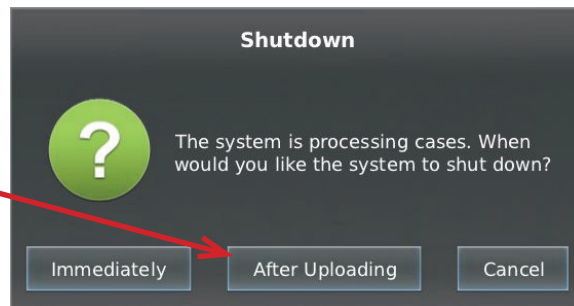 Shutdown
The system is processing cases. When
would you like the system to shut down?
Immediately
After Uploading
Cancel